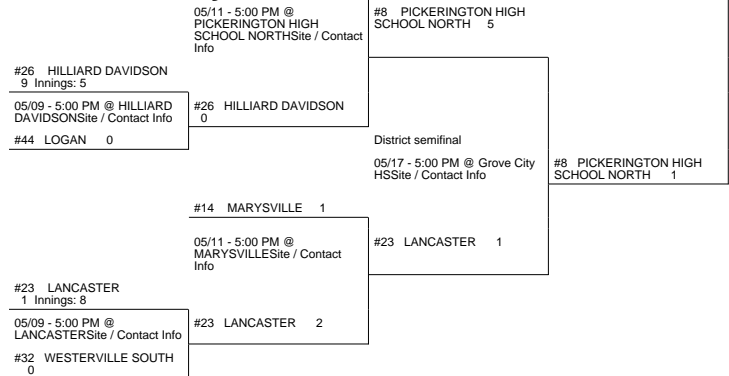 05/11 - 5:00 PM @
PICKERINGTON HIGH
SCHOOL NORTHSite / Contact
Info
#8 PICKERINGTON HIGH
SCHOOL NORTH 5
#26 HILLIARD DAVIDSON
9 Innings: 5
05/09 - 5:00 PM @ HILLIARD
DAVIDSONSite / Contact Info
#26 HILLIARD DAVIDSON
0
#44 LOGAN 0
District semifinal
05/17 - 5:00 PM @ Grove City
HSSite / Contact Info
#8 PICKERINGTON HIGH
SCHOOL NORTH 1
#14 MARYSVILLE 1
05/11 - 5:00 PM @
MARYSVILLESite / Contact
Info
#23 LANCASTER 1
#23 LANCASTER
1 Innings: 8
05/09 - 5:00 PM @
LANCASTERSite / Contact Info
#23 LANCASTER 2
#32 WESTERVILLE SOUTH
0